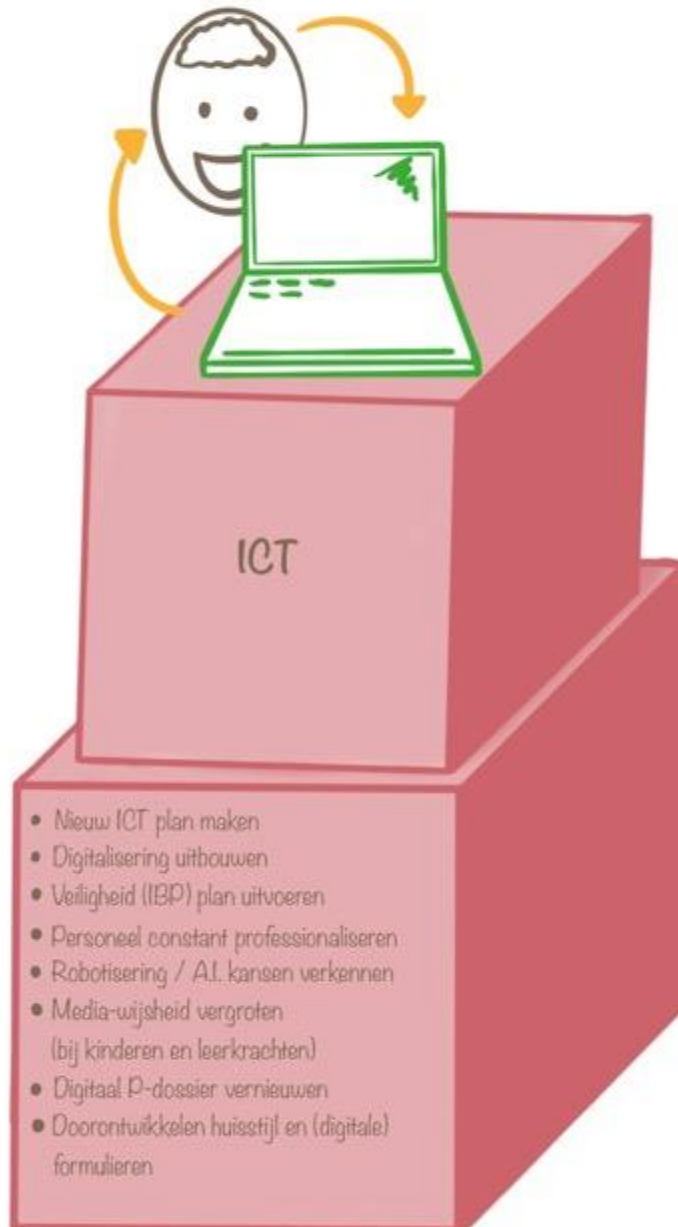 ICT
• Nieuw ICT plan maken
• Digitalisering uitbouwen
• Veiligheid (IBP) plan uitvoeren
• Personeel constant professionaliseren
• Robotisering / A.I. kansen verkennen
• Media-wijsheid vergroten
(bij kinderen en leerkrachten)
• Digitaal P-dossier vernieuwen
• Doorontwikkelen huisstijl en (digitale)
formulieren